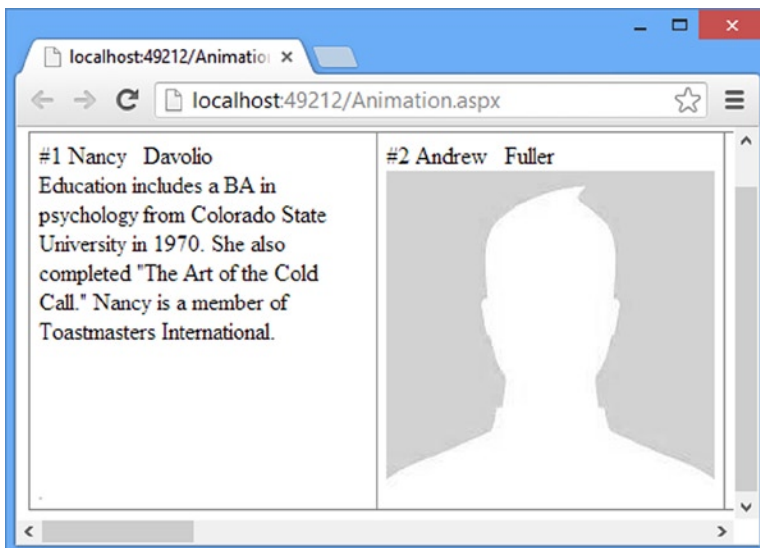 localhost:49212/Animatio
localhost:49212/Animation.aspx
#1 Nancy Davolio
Education includes a BA in
psychology from Colorado State
University in 1970. She also
completed "The Art of the Cold
Call." Nancy is a member of
Toastmasters International.
#2 Andrew Fuller